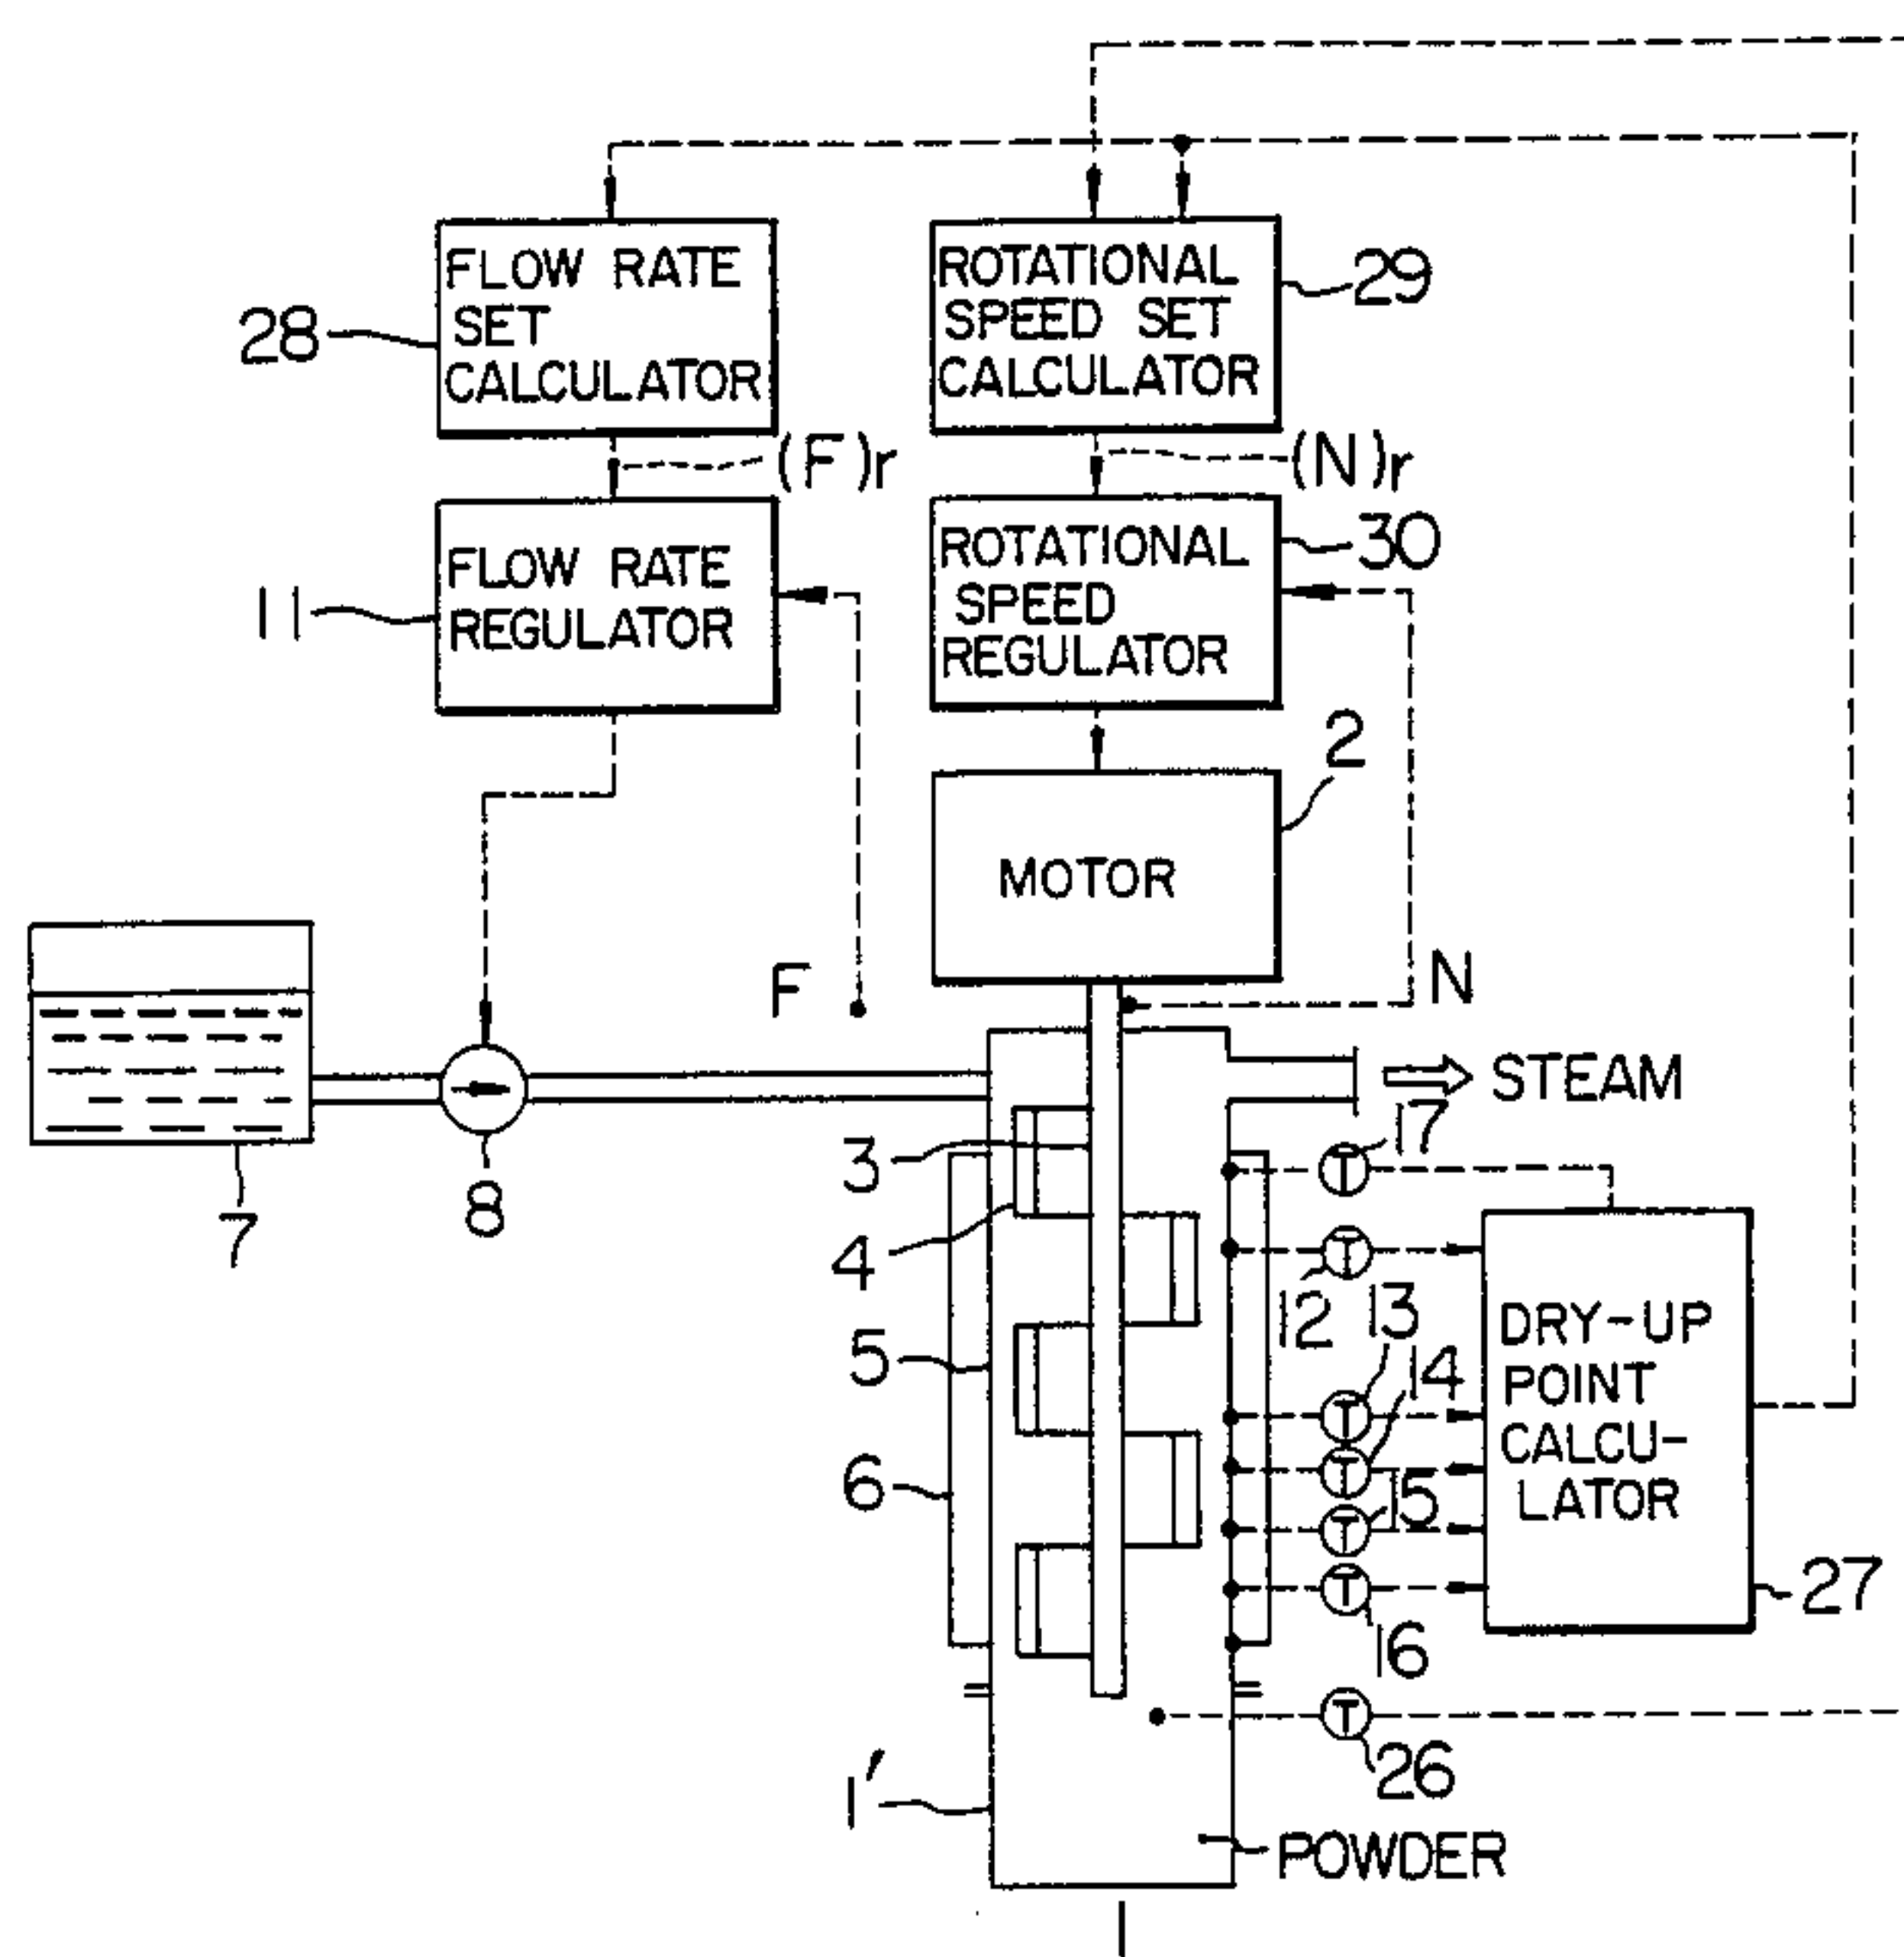 FLOW RATE
SET
CALCULATOR
28
ROTATIONAL
SPEED SET
CALCULATOR
29
(F)r
(N)r
FLOW RATE
REGULATOR
11
ROTATIONAL
SPEED
REGULATOR
30
2
MOTOR
F
N
STEAM
7
8
3
17
4
12
13
5
14
DRY-UP
POINT
CALCU-
LATOR
6
15
27
16
26
1'
POWDER
1